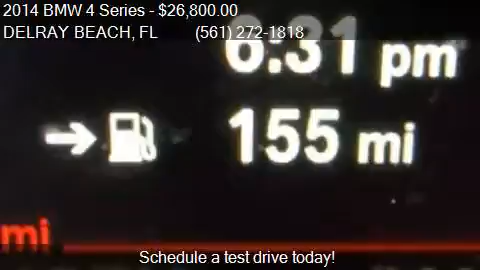 2014 BMW 4 Series - $26,800.00
DELRAY BEACH, FL (561) 272-1818
6:31 pm
155 mi
mi
Schedule a test drive today!